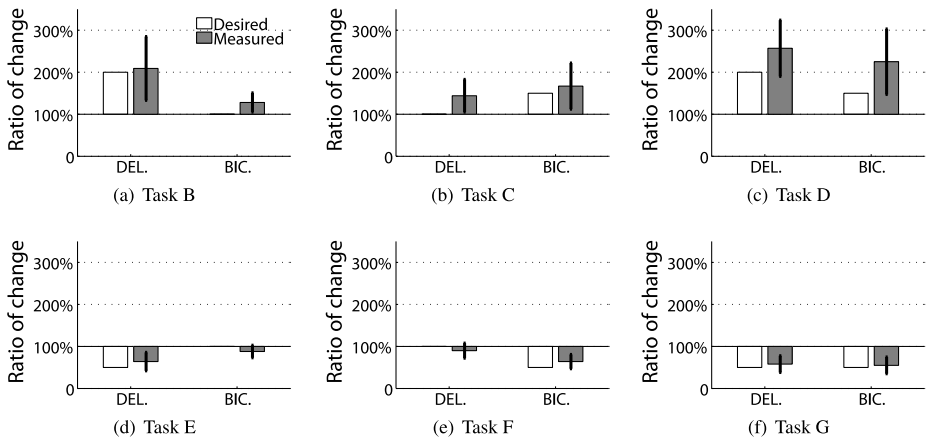 Ratio of change
300%
200%
100%
0
Desired
Measured
DEL. BIC.
(a) Task B
Ratio of change
300%
200%
100%
0
DEL. BIC.
(b) Task C
Ratio of change
300%
200%
100%
0
DEL. BIC.
(c) Task D
Ratio of change
300%
200%
100%
0
DEL. BIC.
(d) Task E
Ratio of change
300%
200%
100%
0
DEL. BIC.
(e) Task F
Ratio of change
300%
200%
100%
0
DEL. BIC.
(f) Task G